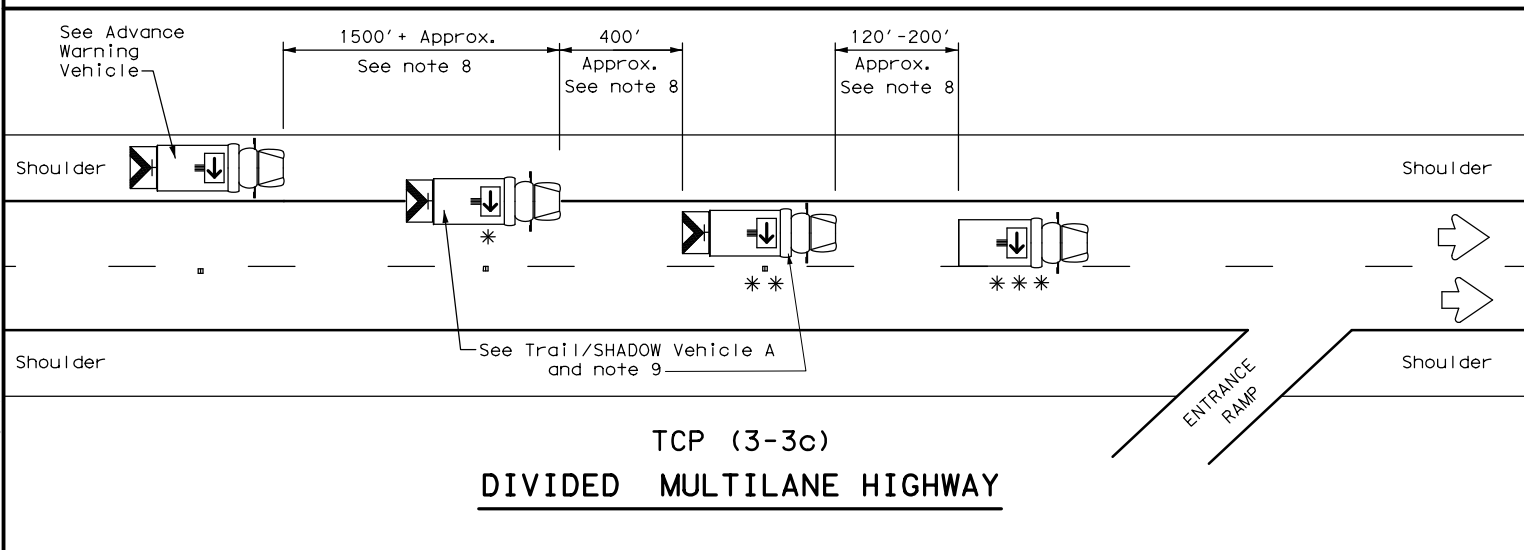 See Advance
Warning
Vehicle
1500'+ Approx.
See note 8
400'
Approx.
See note 8
120'-200'
Approx.
See note 8
Shoulder
Shoulder
*
* *
* * *
See Trail/SHADOW Vehicle A
and note 9
Shoulder
Shoulder
ENTRANCE
RAMP
TCP (3-3c)
DIVIDED MULTILANE HIGHWAY